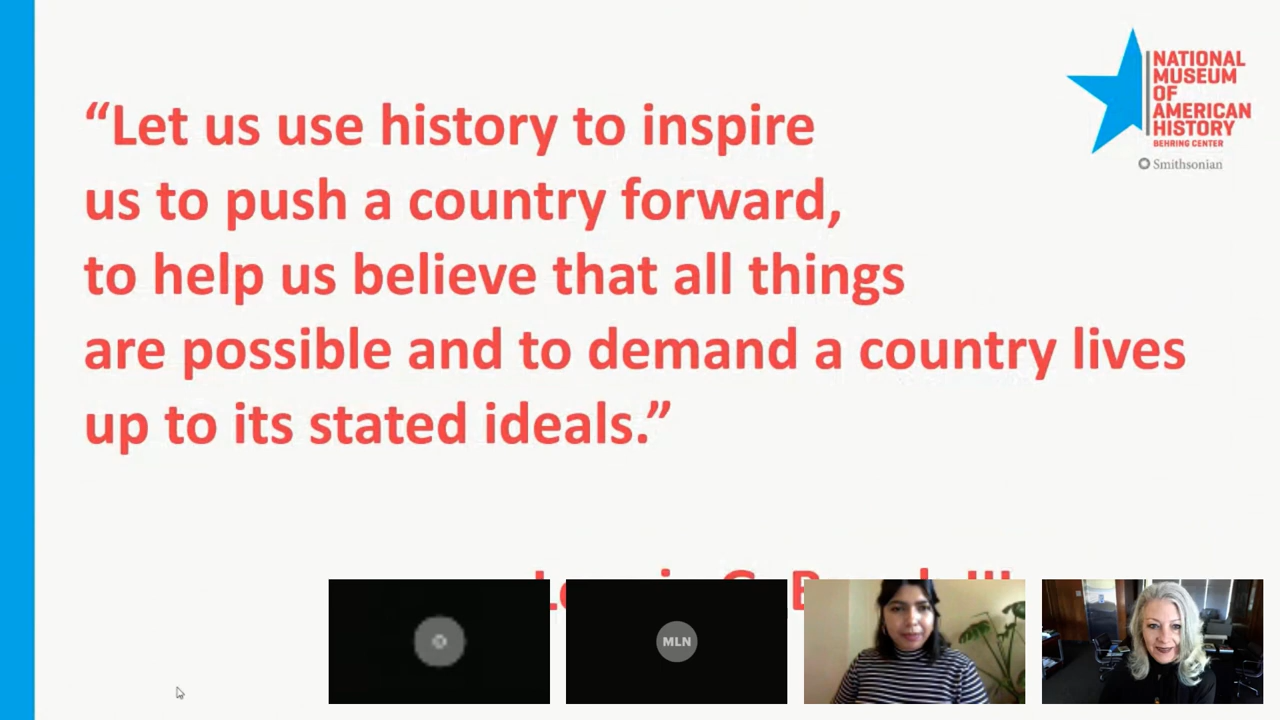 “Let us use history to inspire
us to push a country forward,
to help us believe that all things
are possible and to demand a country lives
up to its stated ideals.”
NATIONAL
MUSEUM
OF
AMERICAN
HISTORY
BEHRING CENTER
Smithsonian
MLN